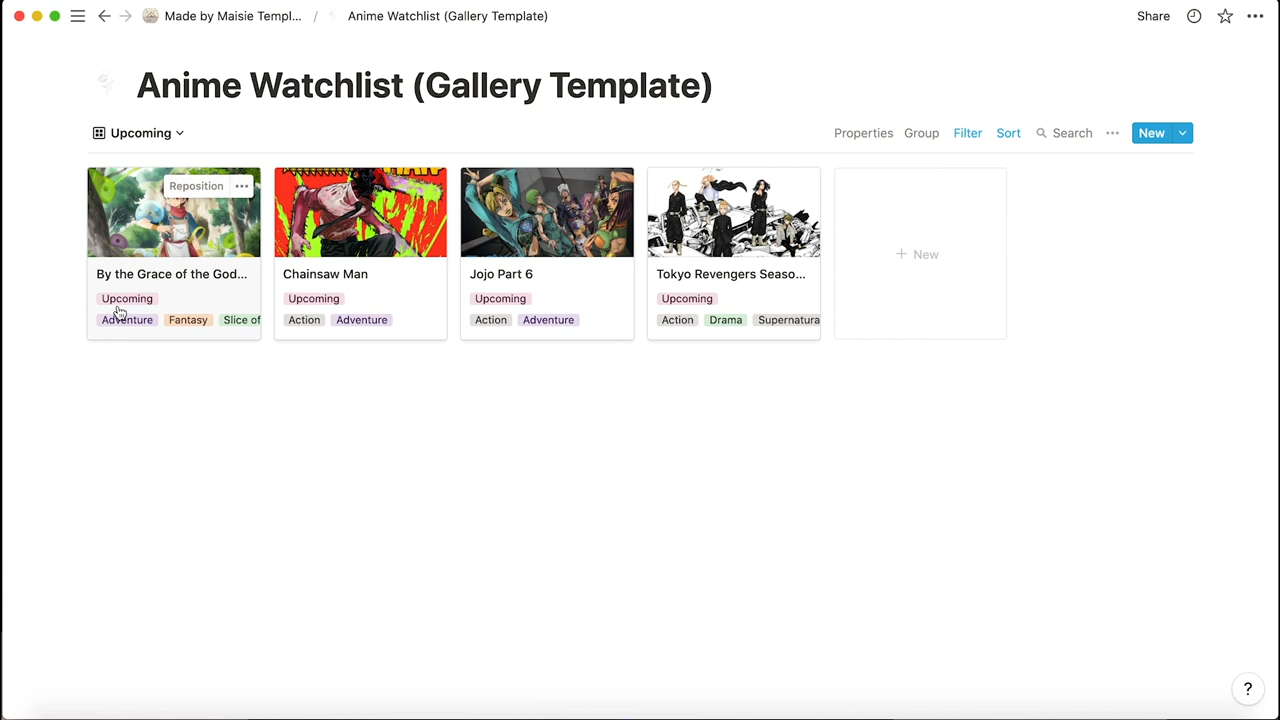 Made by Maisie Templ... / Anime Watchlist (Gallery Template) Share
Anime Watchlist (Gallery Template)
Upcoming Properties Group Filter Sort Search New
Reposition
By the Grace of the God... Chainsaw Man Jojo Part 6 Tokyo Revengers Seaso...
Upcoming Upcoming Upcoming Upcoming
Adventure Fantasy Slice of Action Adventure Action Adventure Action Drama Supernatura
+ New
?